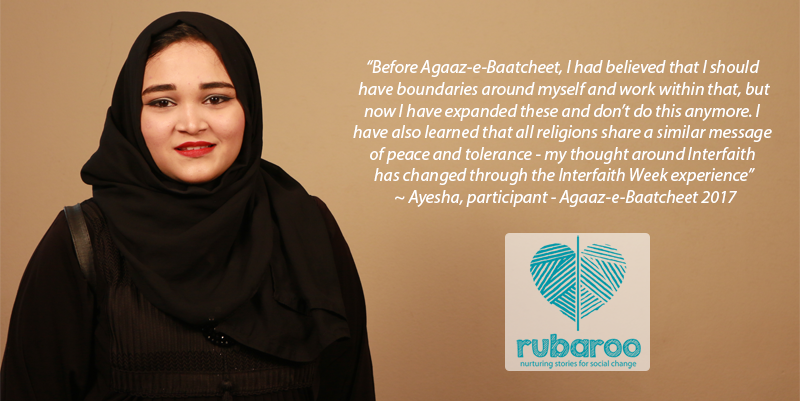 “Before Agaaz-e-Baatcheet, I had believed that I should
have boundaries around myself and work within that, but
now I have expanded these and don’t do this anymore. I
have also learned that all religions share a similar message
of peace and tolerance - my thought around Interfaith
has changed through the Interfaith Week experience”
~ Ayesha, participant - Agaaz-e-Baatcheet 2017
rubaroo
nurturing stories for social change